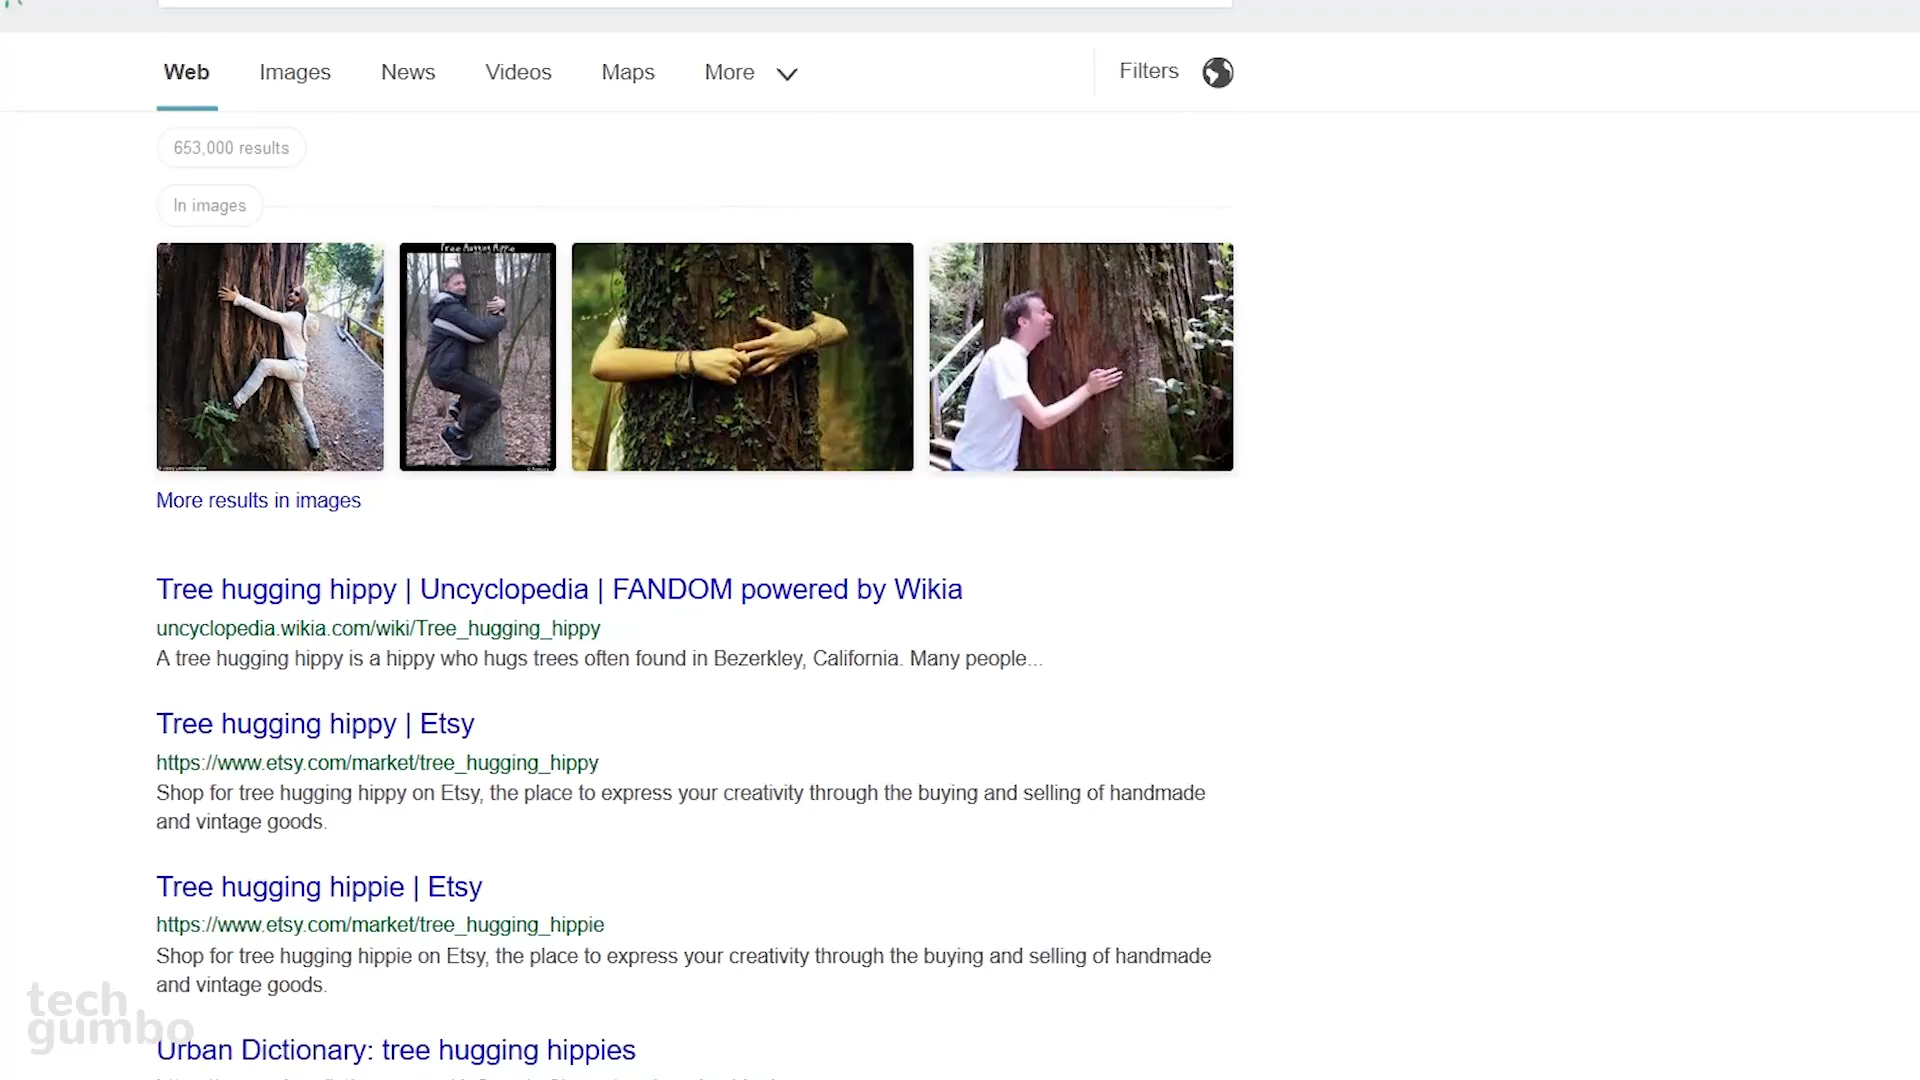 Web Images News Videos Maps More Filters
653,000 results
In images
Tree Hugging Hippie
More results in images
Tree hugging hippy | Uncyclopedia | FANDOM powered by Wikia
uncyclopedia.wikia.com/wiki/Tree_hugging_hippy
A tree hugging hippy is a hippy who hugs trees often found in Bezerkley, California. Many people...
Tree hugging hippy | Etsy
https://www.etsy.com/market/tree_hugging_hippy
Shop for tree hugging hippy on Etsy, the place to express your creativity through the buying and selling of handmade
and vintage goods.
Tree hugging hippie | Etsy
https://www.etsy.com/market/tree_hugging_hippie
Shop for tree hugging hippie on Etsy, the place to express your creativity through the buying and selling of handmade
and vintage goods.
tech
gumbo
Urban Dictionary: tree hugging hippies